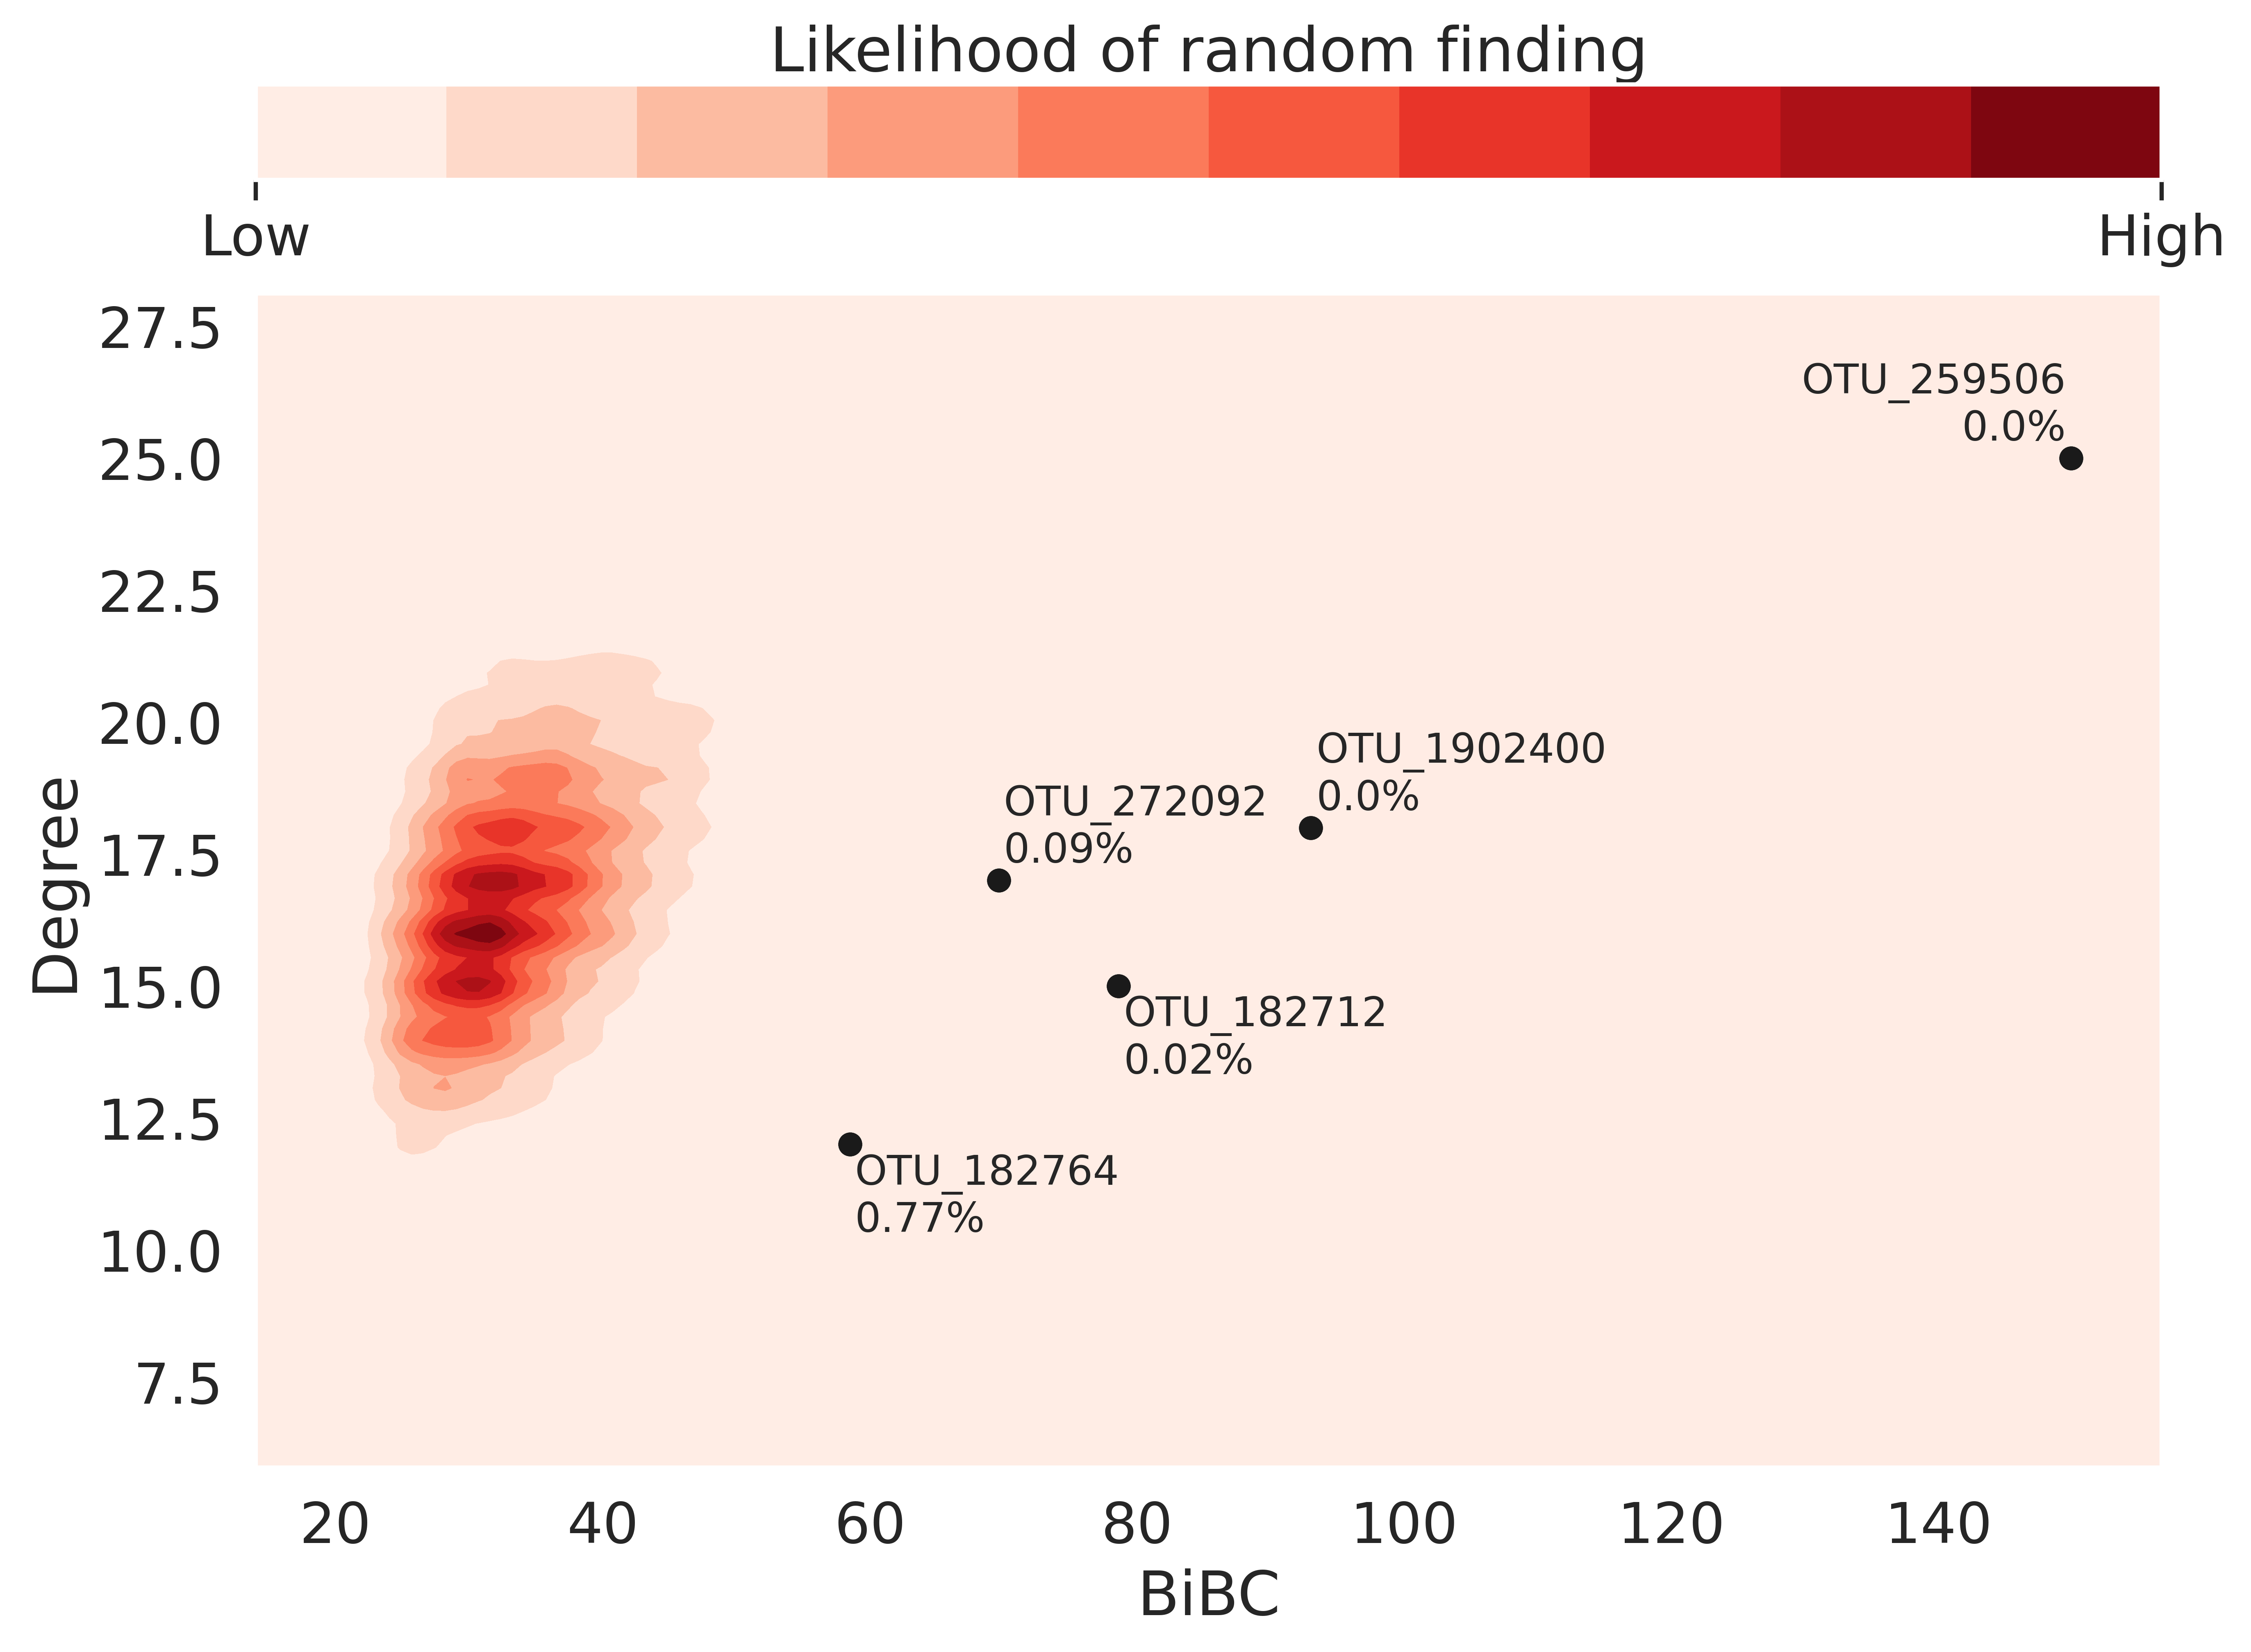 Likelihood of random finding
Low
High
27.5
25.0
22.5
20.0
17.5
15.0
12.5
10.0
7.5
Degree
OTU_259506
0.0%
OTU_1902400
0.0%
OTU_272092
0.09%
OTU_182712
0.02%
OTU_182764
0.77%
20 40 60 80 100 120 140
BiBC